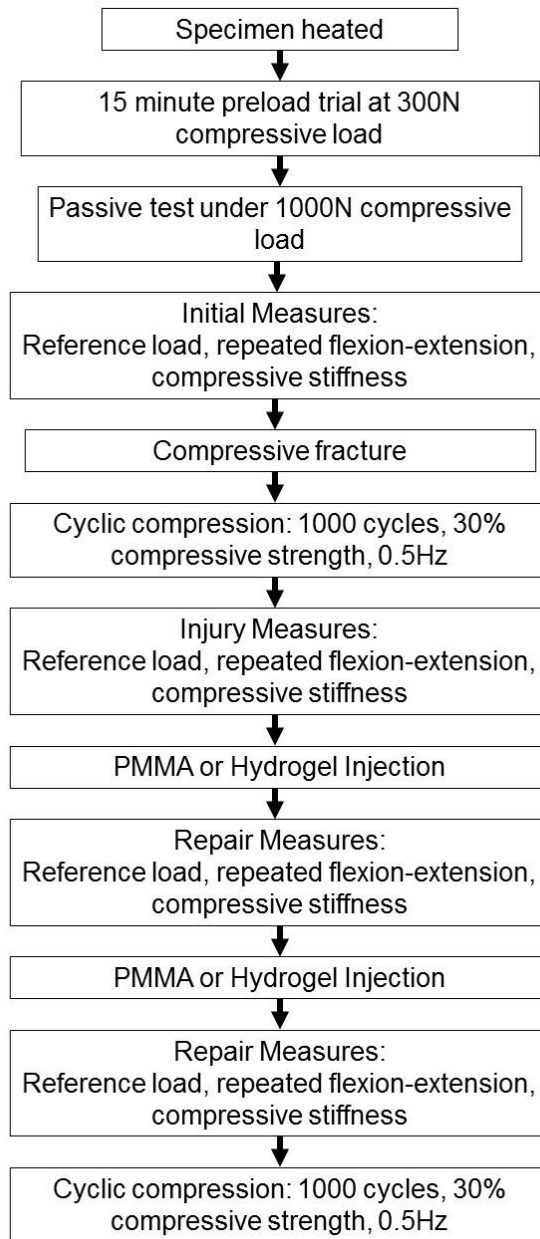 Specimen heated
15 minute preload trial at 300N
compressive load
Passive test under 1000N compressive
load
Initial Measures:
Reference load, repeated flexion-extension,
compressive stiffness
Compressive fracture
Cyclic compression: 1000 cycles, 30%
compressive strength, 0.5Hz
Injury Measures:
Reference load, repeated flexion-extension,
compressive stiffness
PMMA or Hydrogel Injection
Repair Measures:
Reference load, repeated flexion-extension,
compressive stiffness
PMMA or Hydrogel Injection
Repair Measures:
Reference load, repeated flexion-extension,
compressive stiffness
Cyclic compression: 1000 cycles, 30%
compressive strength, 0.5Hz